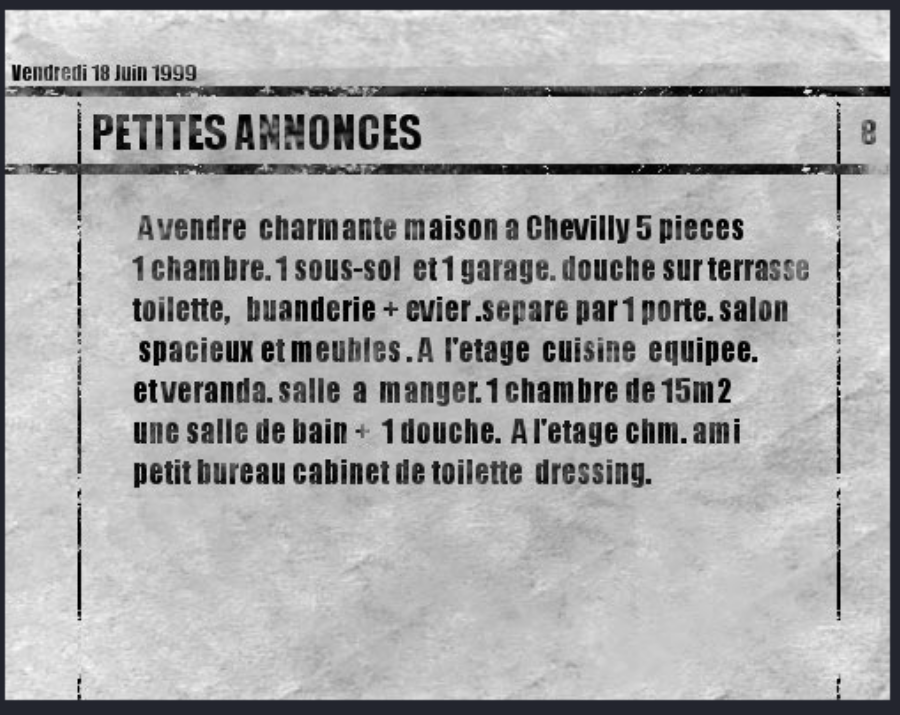 Vendredi 18 Juin 1999
PETITES ANNONCES
8
A vendre charmante maison a Chevilly 5 pieces
1 chambre. 1 sous-sol et 1 garage. douche sur terrasse
toilette, buanderie + evier .separe par 1 porte. salon
spacieux et meubles . A l'etage cuisine equipee.
et veranda. salle a manger. 1 chambre de 15m2
une salle de bain + 1 douche. A l'etage chm. ami
petit bureau cabinet de toilette dressing.